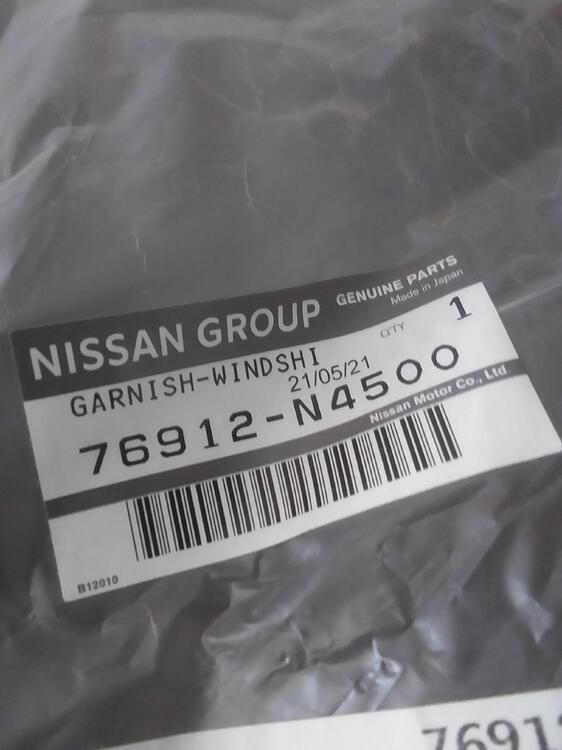 NISSAN GROUP
GENUINE PARTS
Made in Japan
GARNISH-WINDSHI
QTY 1
21/05/21
76912-N4500
Nissan Motor Co., Ltd.
B12010
7691